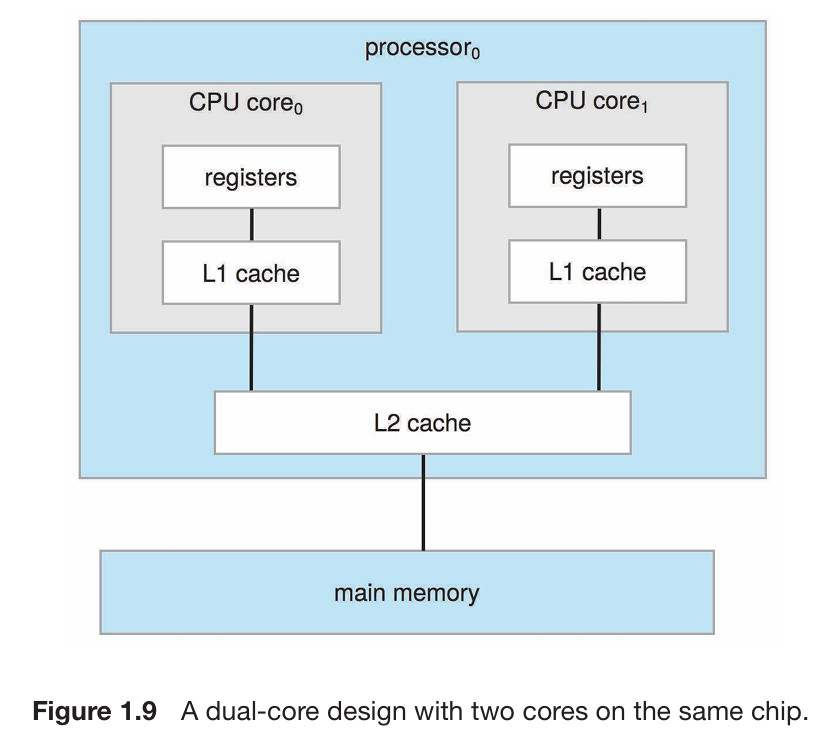 processor₀
CPU core₀
CPU core₁
registers
registers
L1 cache
L1 cache
L2 cache
main memory
Figure 1.9 A dual-core design with two cores on the same chip.